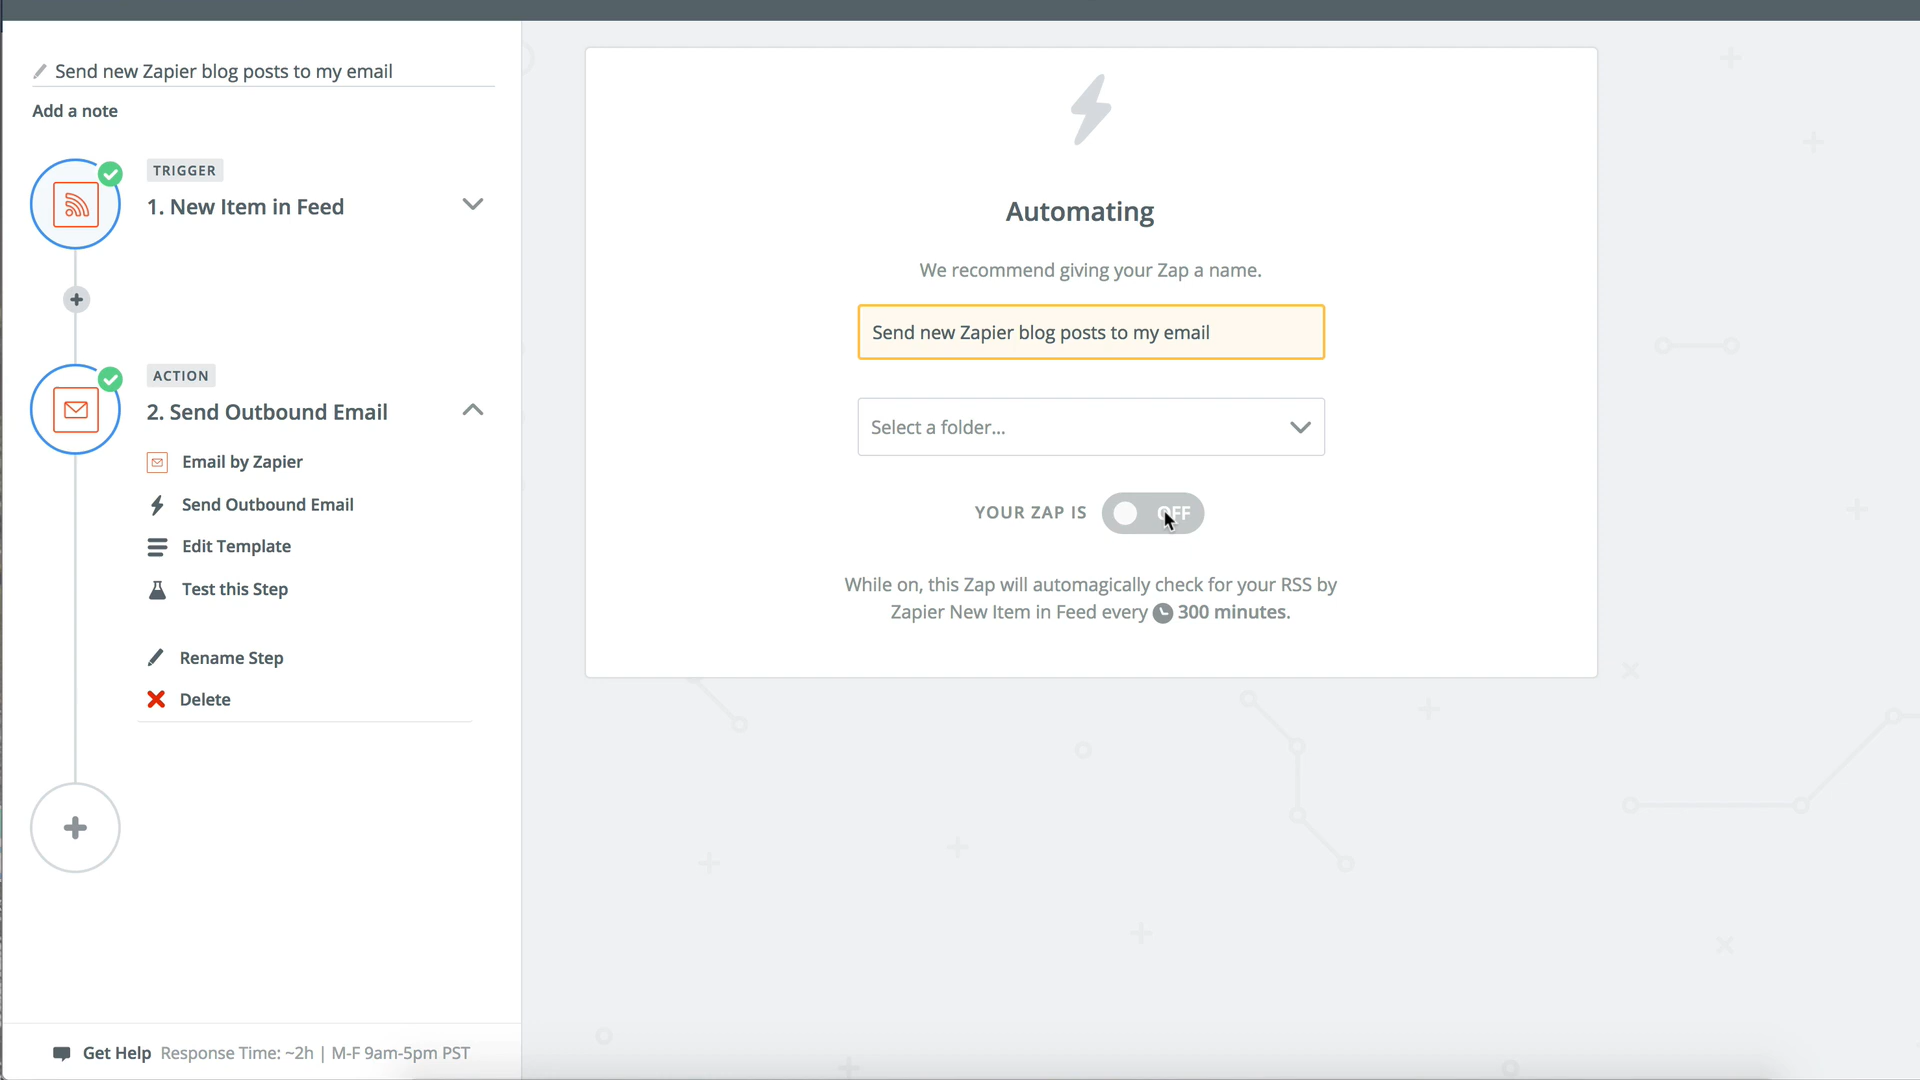 Send new Zapier blog posts to my email
Add a note
TRIGGER
1. New Item in Feed
ACTION
2. Send Outbound Email
Email by Zapier
Send Outbound Email
Edit Template
Test this Step
Rename Step
Delete
Get Help Response Time: ~2h | M-F 9am-5pm PST
Automating
We recommend giving your Zap a name.
Send new Zapier blog posts to my email
Select a folder...
YOUR ZAP IS OFF
While on, this Zap will automagically check for your RSS by
Zapier New Item in Feed every 300 minutes.